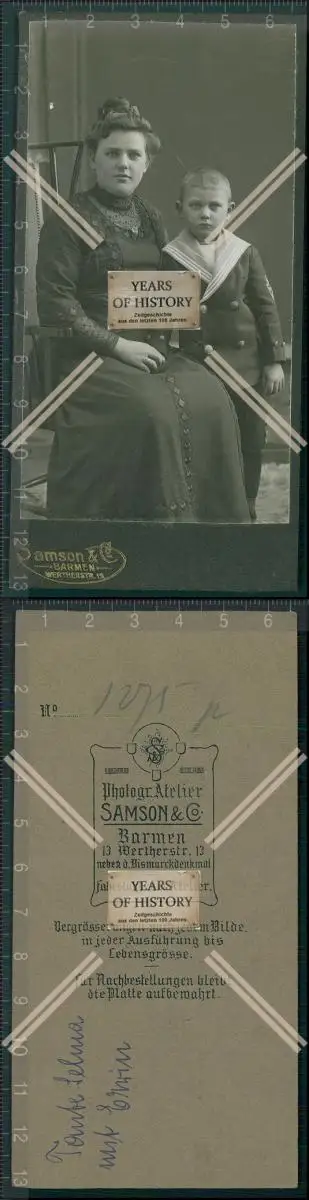 YEARS
OF HISTORY
Zeitgeschichte
aus den letzten 100 Jahren.
Samson & Co
BARMEN
WERTHERSTR. 13
No 1275
Photogr. Atelier
SAMSON & Co.
Barmen
13 Wertherstr. 13
neben d. Bismarckdenkmal
YEARS
OF HISTORY
Zeitgeschichte
aus den letzten 100 Jahren.
Vergrösserungen nach jedem Bilde
in jeder Ausführung bis
Lebensgrösse.
Für Nachbestellungen bleibt
die Platte aufbewahrt.
Tante Selma
mit Erwin